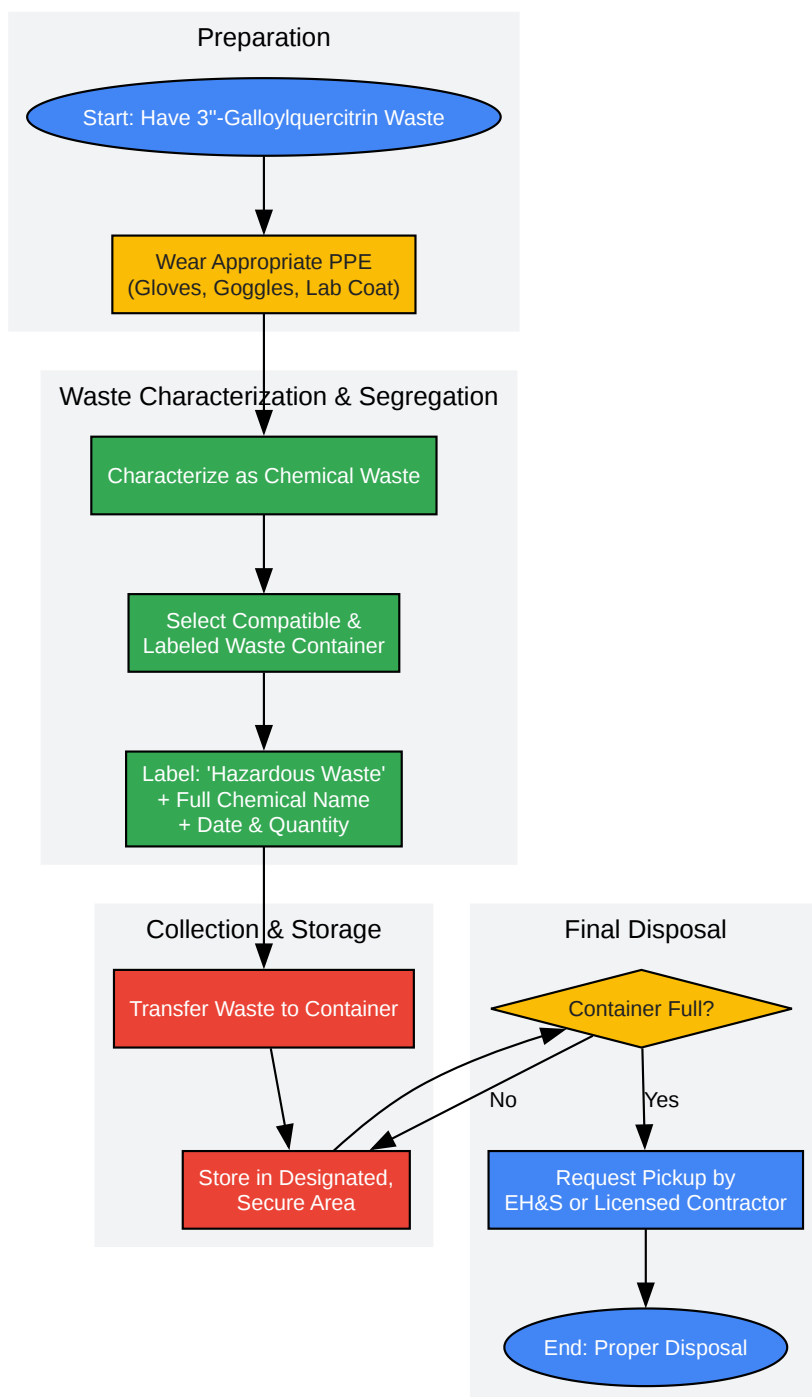 Preparation
Start: Have 3"-Galloylquercitrin Waste
Wear Appropriate PPE
(Gloves, Goggles, Lab Coat)
Waste Characterization & Segregation
Characterize as Chemical Waste
Select Compatible &
Labeled Waste Container
Label: 'Hazardous Waste'
+ Full Chemical Name
+ Date & Quantity
Collection & Storage
Transfer Waste to Container
Store in Designated,
Secure Area
Final Disposal
Container Full?
No
Yes
Request Pickup by
EH&S or Licensed Contractor
End: Proper Disposal